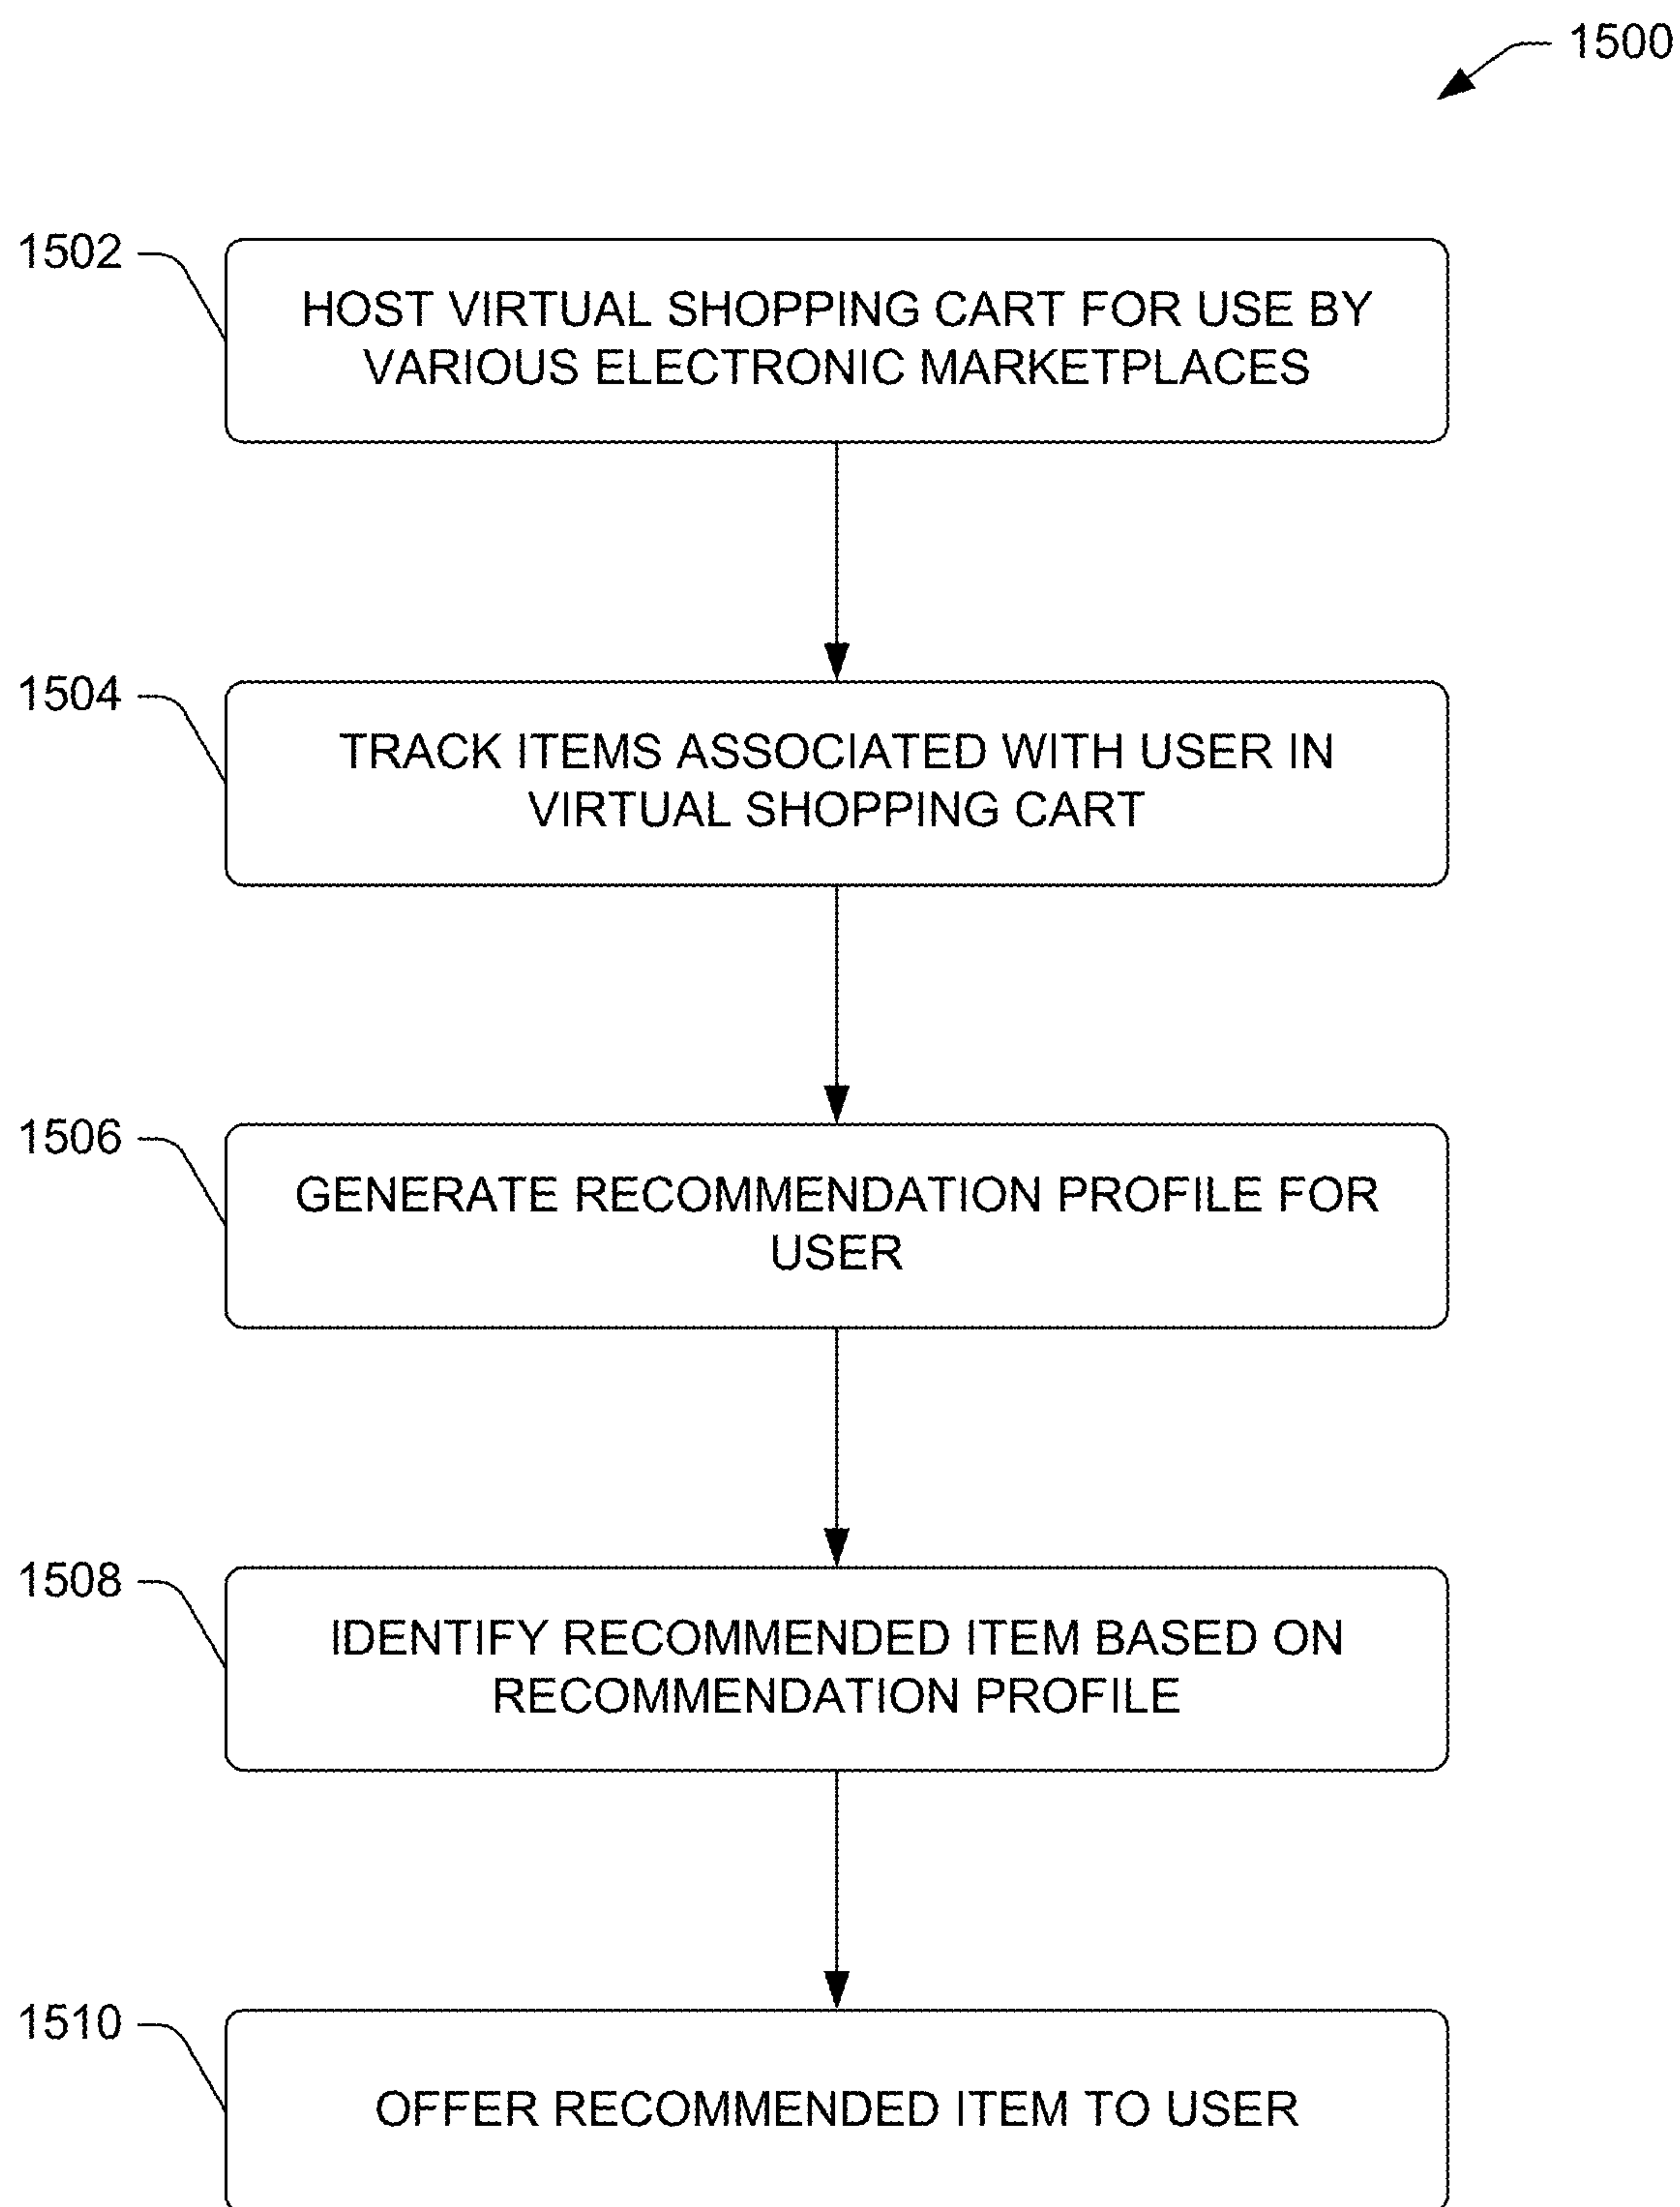 1500
1502
HOST VIRTUAL SHOPPING CART FOR USE BY
VARIOUS ELECTRONIC MARKETPLACES
1504
TRACK ITEMS ASSOCIATED WITH USER IN
VIRTUAL SHOPPING CART
1506
GENERATE RECOMMENDATION PROFILE FOR
USER
1508
IDENTIFY RECOMMENDED ITEM BASED ON
RECOMMENDATION PROFILE
1510
OFFER RECOMMENDED ITEM TO USER